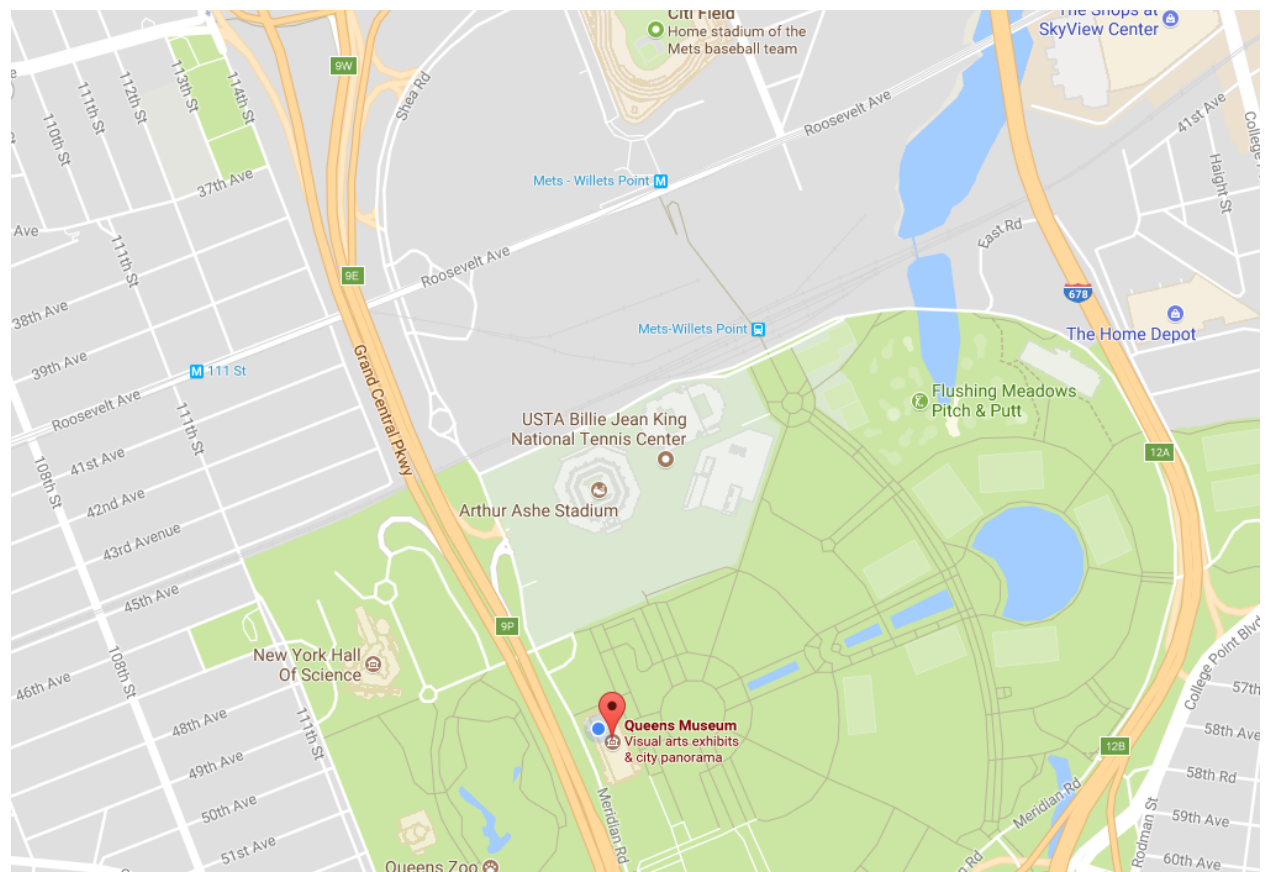 Citi Field
Home stadium of the
Mets baseball team
The Shops at
SkyView Center
9W
Shea Rd
113th St
114th St
112th St
111th St
110th St
Roosevelt Ave
41st Ave
College P
Haight St
37th Ave
Mets - Willets Point M
Ave
111th St
East Rd
Roosevelt Ave
9E
678
38th Ave
Mets-Willets Point
The Home Depot
39th Ave
M 111 St
Grand Central Pkwy
Flushing Meadows
Pitch & Putt
Roosevelt Ave
111th St
USTA Billie Jean King
National Tennis Center
12A
41st Ave
108th St
42nd Ave
Arthur Ashe Stadium
43rd Avenue
45th Ave
9P
New York Hall
Of Science
108th St
College Point Blvd
46th Ave
57th
48th Ave
111th St
Queens Museum
Visual arts exhibits
& city panorama
58th Ave
12B
49th Ave
58th Rd
50th Ave
Meridian Rd
Meridian Rd
59th Ave
Rodman St
51st Ave
n Rd
60th Ave
Queens Zoo